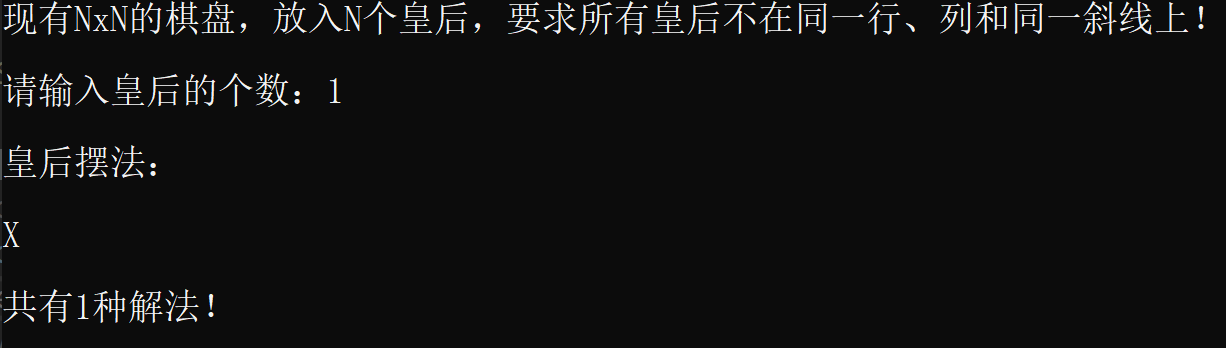 现有NxN的棋盘，放入N个皇后，要求所有皇后不在同一行、列和同一斜线上！
请输入皇后的个数：1
皇后摆法：
X
共有1种解法！